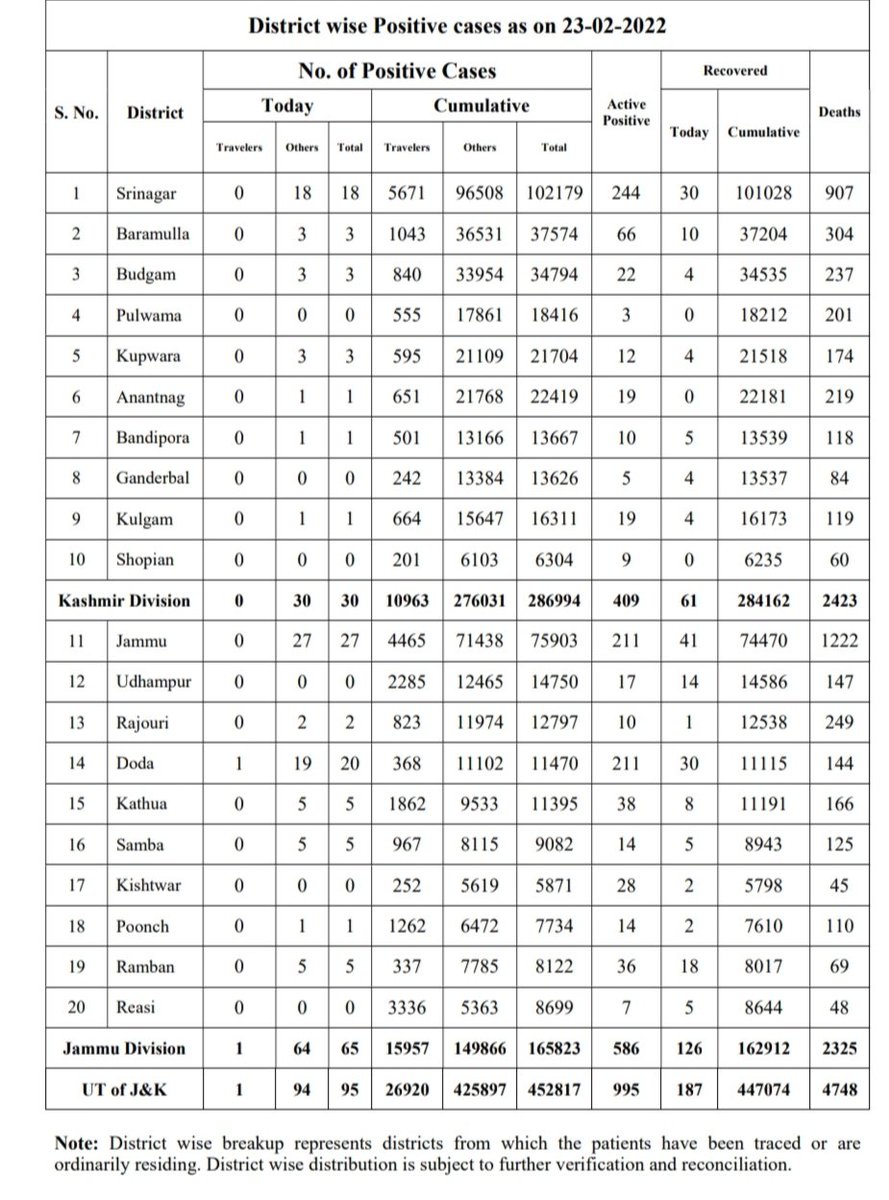 District wise Positive cases as on 23-02-2022
S. No. District No. of Positive Cases Active Positive Recovered Deaths
Today Cumulative Today Cumulative
Travelers Others Total Travelers Others Total
1 Srinagar 0 18 18 5671 96508 102179 244 30 101028 907
2 Baramulla 0 3 3 1043 36531 37574 66 10 37204 304
3 Budgam 0 3 3 840 33954 34794 22 4 34535 237
4 Pulwama 0 0 0 555 17861 18416 3 0 18212 201
5 Kupwara 0 3 3 595 21109 21704 12 4 21518 174
6 Anantnag 0 1 1 651 21768 22419 19 0 22181 219
7 Bandipora 0 1 1 501 13166 13667 10 5 13539 118
8 Ganderbal 0 0 0 242 13384 13626 5 4 13537 84
9 Kulgam 0 1 1 664 15647 16311 19 4 16173 119
10 Shopian 0 0 0 201 6103 6304 9 0 6235 60
Kashmir Division 0 30 30 10963 276031 286994 409 61 284162 2423
11 Jammu 0 27 27 4465 71438 75903 211 41 74470 1222
12 Udhampur 0 0 0 2285 12465 14750 17 14 14586 147
13 Rajouri 0 2 2 823 11974 12797 10 1 12538 249
14 Doda 1 19 20 368 11102 11470 211 30 11115 144
15 Kathua 0 5 5 1862 9533 11395 38 8 11191 166
16 Samba 0 5 5 967 8115 9082 14 5 8943 125
17 Kishtwar 0 0 0 252 5619 5871 28 2 5798 45
18 Poonch 0 1 1 1262 6472 7734 14 2 7610 110
19 Ramban 0 5 5 337 7785 8122 36 18 8017 69
20 Reasi 0 0 0 3336 5363 8699 7 5 8644 48
Jammu Division 1 64 65 15957 149866 165823 586 126 162912 2325
UT of J&K 1 94 95 26920 425897 452817 995 187 447074 4748
Note: District wise breakup represents districts from which the patients have been traced or are
ordinarily residing. District wise distribution is subject to further verification and reconciliation.